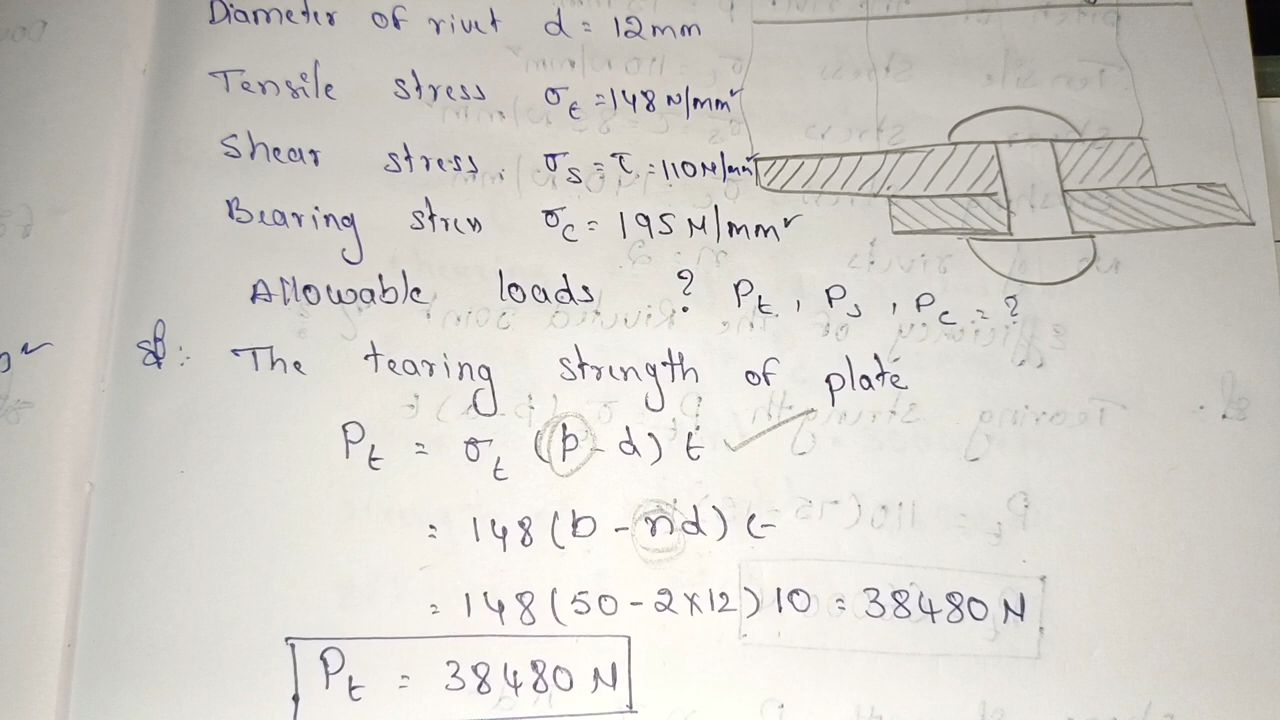 Diameter of rivet d = 12mm
Tensile stress σt = 148 N/mm²
Shear stress. σs = τ = 110 N/mm²
Bearing stress σc = 195 N/mm²
Allowable loads ? Pt, Ps, Pc = ?
Sol: The tearing strength of plate
Pt = σt (p - d) t ✓
= 148 (b - nd) t
= 148 (50 - 2 x 12) 10 = 38480 N
Pt = 38480 N